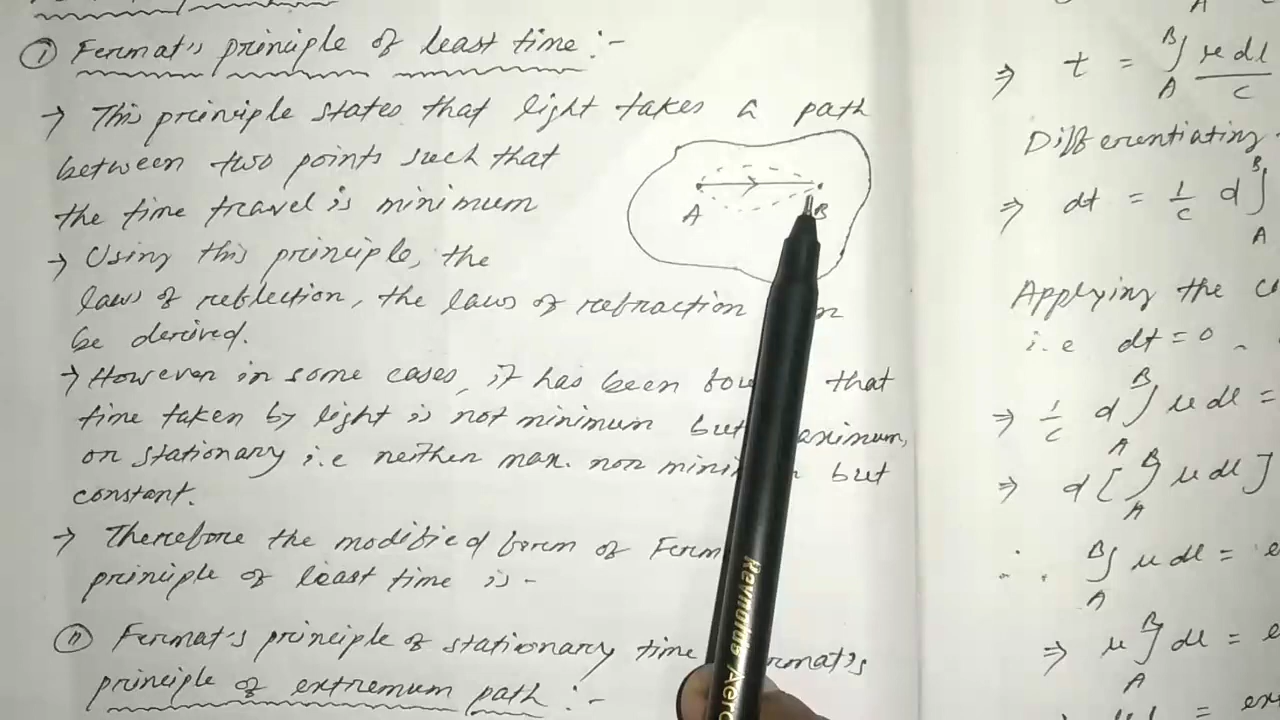 ① Fermat's principle of least time :-
→ This principle states that light takes a path
between two points such that
the time travel is minimum
A B
→ Using this principle, the
laws of reflection, the laws of refraction
be derived.
→ However in some cases, it has been that
time taken by light is not minimum but
or stationary i.e neither max. nor but
constant.
→ Therefore the modified form of
principle of least time is -
② Fermat's principle of stationary time
principle of extremum path :-
A
⇒ t = ∫ μ dl / c
B
A
Differentiating
⇒ dt = 1/c d ∫
B
A
Applying the
i.e dt = 0
⇒ 1/c d ∫ μ dl =
B
A
⇒ d [ ∫ μ dl ]
B
A
∴ ∫ μ dl =
B
A
⇒ μ ∫ dl =
B
A
Reynolds Aero